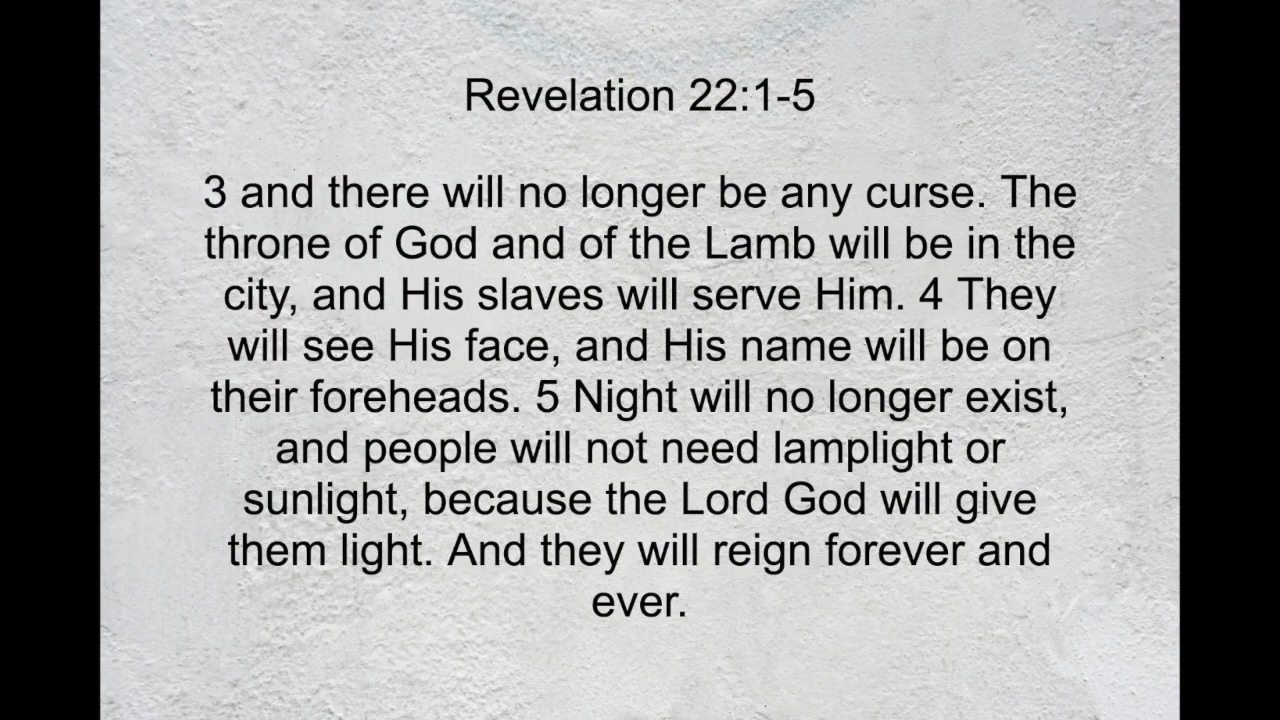 Revelation 22:1-5
3 and there will no longer be any curse. The
throne of God and of the Lamb will be in the
city, and His slaves will serve Him. 4 They
will see His face, and His name will be on
their foreheads. 5 Night will no longer exist,
and people will not need lamplight or
sunlight, because the Lord God will give
them light. And they will reign forever and
ever.